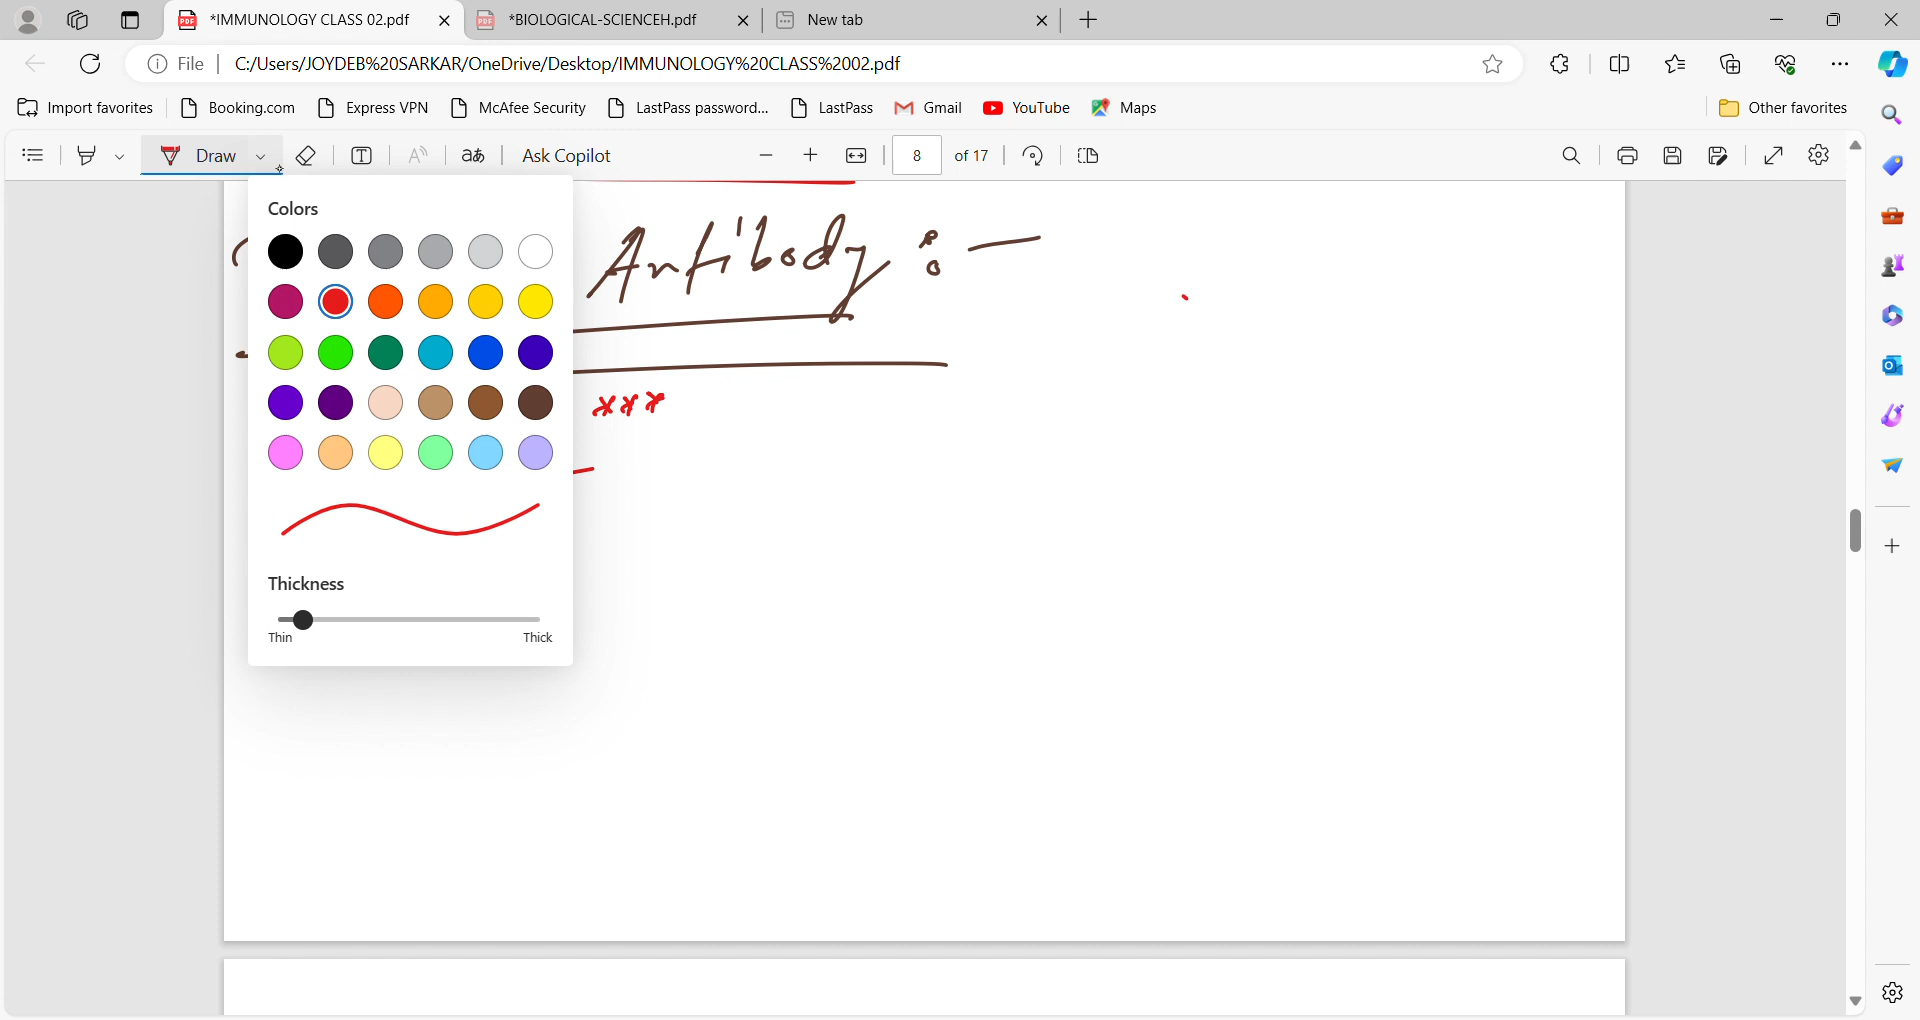 *IMMUNOLOGY CLASS 02.pdf
*BIOLOGICAL-SCIENCEH.pdf
New tab
File
C:/Users/JOYDEB%20SARKAR/OneDrive/Desktop/IMMUNOLOGY%20CLASS%2002.pdf
Import favorites
Booking.com
Express VPN
McAfee Security
LastPass password...
LastPass
Gmail
YouTube
Maps
Other favorites
Draw
aあ
Ask Copilot
8 of 17
Colors
Antibody : —
***
Thickness
Thin
Thick